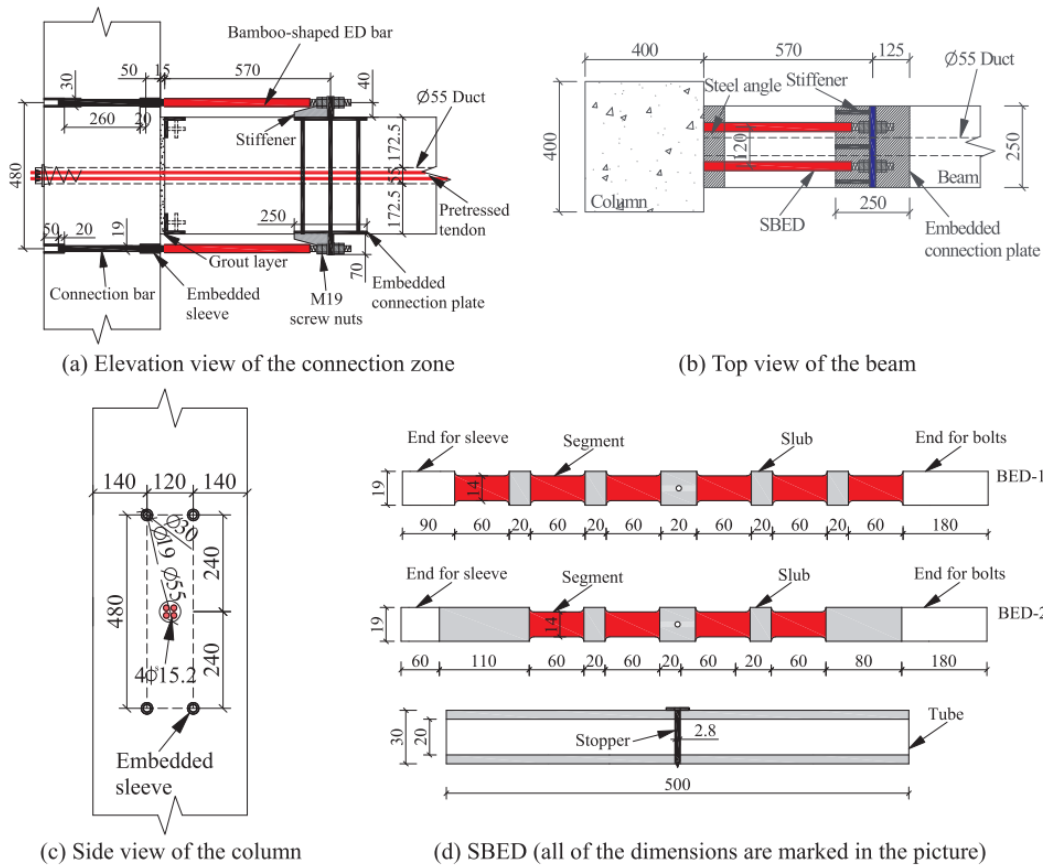 Bamboo-shaped ED bar
50 15 570
30
40
260 20
Ø55 Duct
Stiffener
172.5
480
55
250
172.5
Pretressed
tendon
50 20
19
Grout layer
70
Connection bar
Embedded
sleeve
M19
screw nuts
Embedded
connection plate
(a) Elevation view of the connection zone
400 570 125
Ø55 Duct
Stiffener
Steel angle
400
120
250
Column
Beam
SBED
250
Embedded
connection plate
(b) Top view of the beam
140 120 140
Ø30
Ø19
Ø55
240
480
240
4Φˢ15.2
Embedded
sleeve
(c) Side view of the column
End for sleeve
Segment
Slub
End for bolts
BED-1
19
14
90 60 20 60 20 60 20 60 20 60 20 60 180
End for sleeve
Segment
Slub
End for bolts
BED-2
19
14
60 110 60 20 60 20 60 20 60 80 180
Tube
30
20
Stopper
2.8
500
(d) SBED (all of the dimensions are marked in the picture)